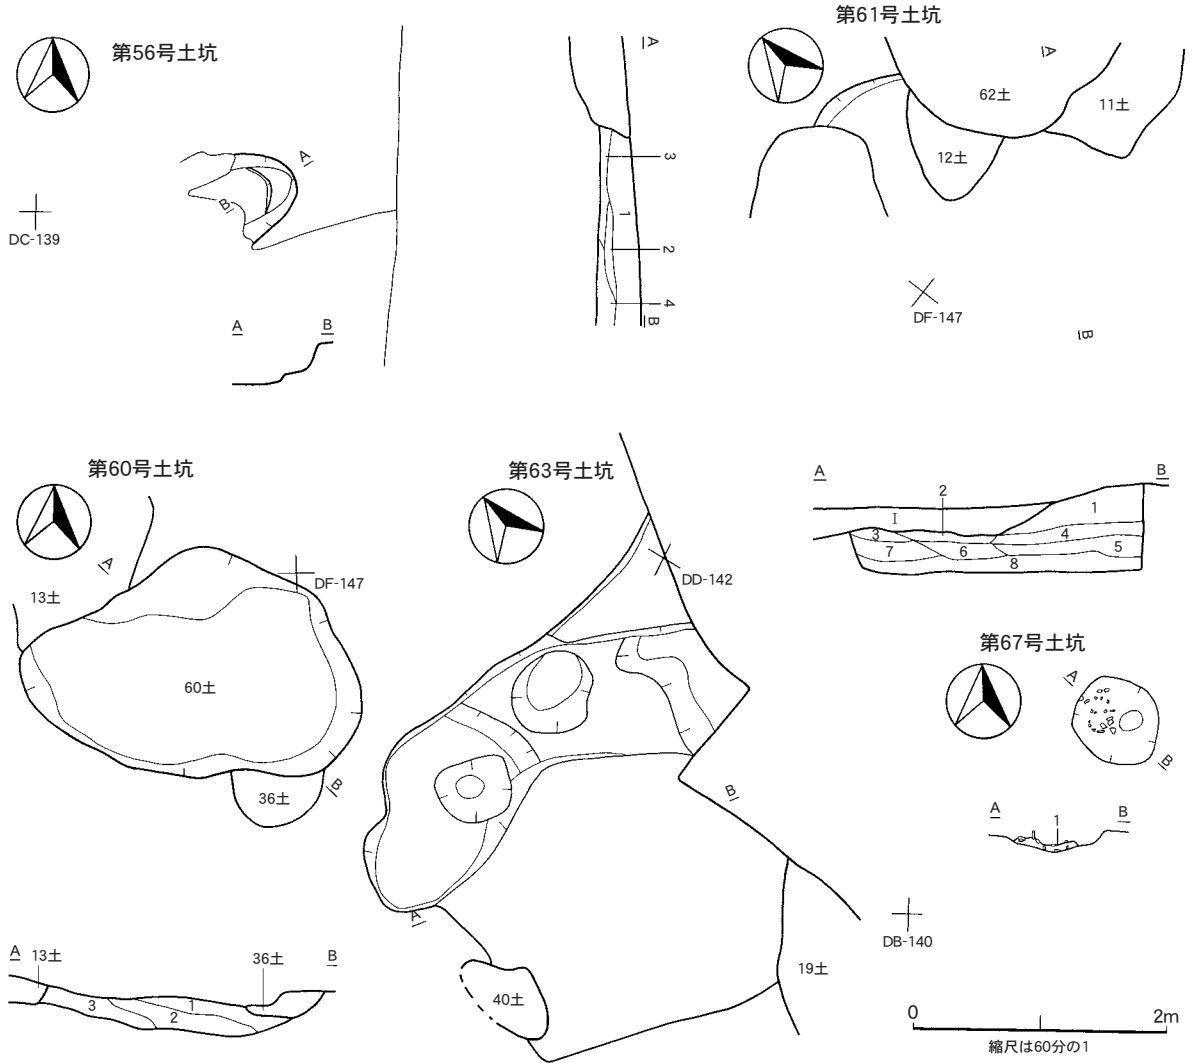 第56号土坑
A
B
DC-139
A
B
A
3
1
2
4
B
第61号土坑
A
62土
11土
12土
DF-147
B
第60号土坑
A
DF-147
13土
60土
36土
B
A
13土
36土
B
3
1
2
第63号土坑
DD-142
B
A
40土
19土
A
B
2
I
1
3
4
7
6
5
8
第67号土坑
A
B
A
1
B
DB-140
0
2m
縮尺は60分の1